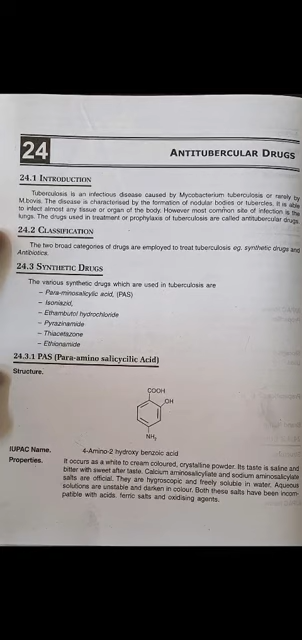 24
ANTITUBERCULAR DRUGS
24.1 INTRODUCTION
Tuberculosis is an infectious disease caused by Mycobacterium tuberculosis or rarely by
M.bovis. The disease is characterised by the formation of nodular bodies or tubercles. It is able
to infect almost any tissue or organ of the body. However most common site of infection is the
lungs. The drugs used in treatment or prophylaxis of tuberculosis are called antitubercular drugs.
24.2 CLASSIFICATION
The two broad categories of drugs are employed to treat tuberculosis eg. synthetic drugs and
Antibiotics.
24.3 SYNTHETIC DRUGS
The various synthetic drugs which are used in tuberculosis are
– Para-minosalicylic acid, (PAS)
– Isoniazid,
– Ethambutol hydrochloride
– Pyrazinamide
– Thiacetazone
– Ethionamide
24.3.1 PAS (Para-amino salicycilic Acid)
Structure.
COOH
OH
NH₂
IUPAC Name. 4-Amino-2 hydroxy benzoic acid
Properties. It occurs as a white to cream coloured, crystalline powder. Its taste is saline and
bitter with sweet after taste. Calcium aminosalicyliate and sodium aminosalicylate
salts are official. They are hygroscopic and freely soluble in water. Aqueous
solutions are unstable and darken in colour. Both these salts have been incom-
patible with acids. ferric salts and oxidising agents.